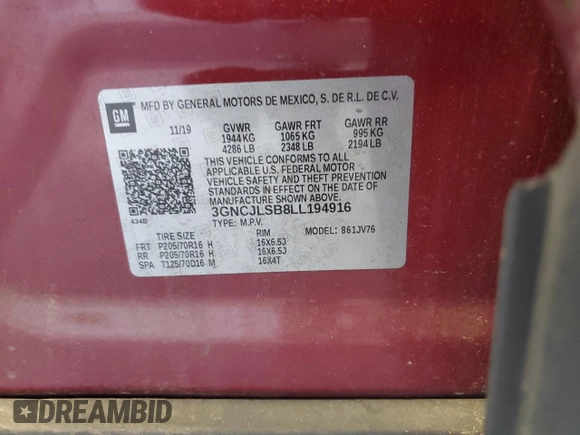 GM
MFD BY GENERAL MOTORS DE MEXICO, S. DE R.L. DE C.V.
11/19 GVWR GAWR FRT GAWR RR
1944 KG 1065 KG 995 KG
4286 LB 2348 LB 2194 LB
THIS VEHICLE CONFORMS TO ALL
APPLICABLE U.S. FEDERAL MOTOR
VEHICLE SAFETY AND THEFT PREVENTION
STANDARDS IN EFFECT ON THE DATE OF
MANUFACTURE SHOWN ABOVE.
434B 3GNCJLSB8LL194916
TYPE: M.P.V.
TIRE SIZE RIM MODEL: 861JV76
FRT P205/70R16 H 16X6.5J
RR P205/70R16 H 16X6.5J
SPA T125/70D16 M 16X4T
DREAMBID